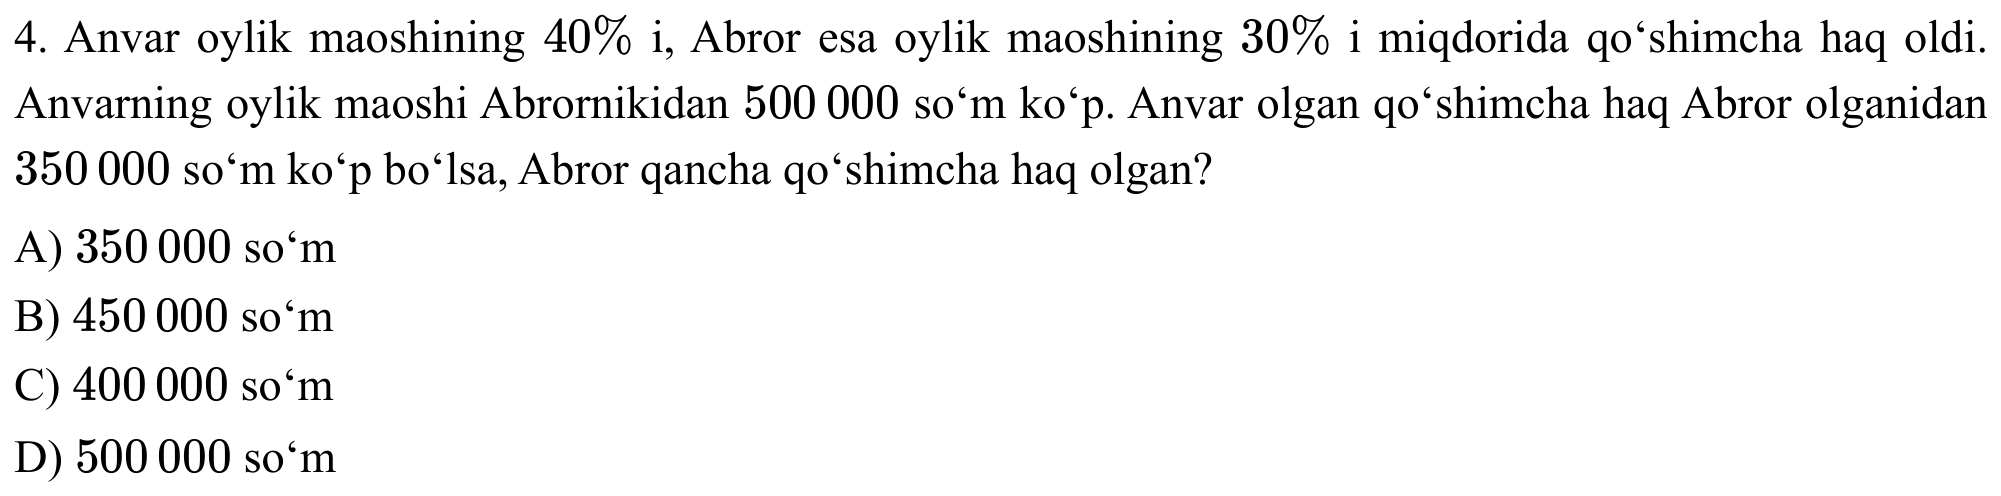 4. Anvar oylik maoshining 40% i, Abror esa oylik maoshining 30% i miqdorida qo‘shimcha haq oldi.
Anvarning oylik maoshi Abrornikidan 500 000 so‘m ko‘p. Anvar olgan qo‘shimcha haq Abror olganidan
350 000 so‘m ko‘p bo‘lsa, Abror qancha qo‘shimcha haq olgan?
A) 350 000 so‘m
B) 450 000 so‘m
C) 400 000 so‘m
D) 500 000 so‘m